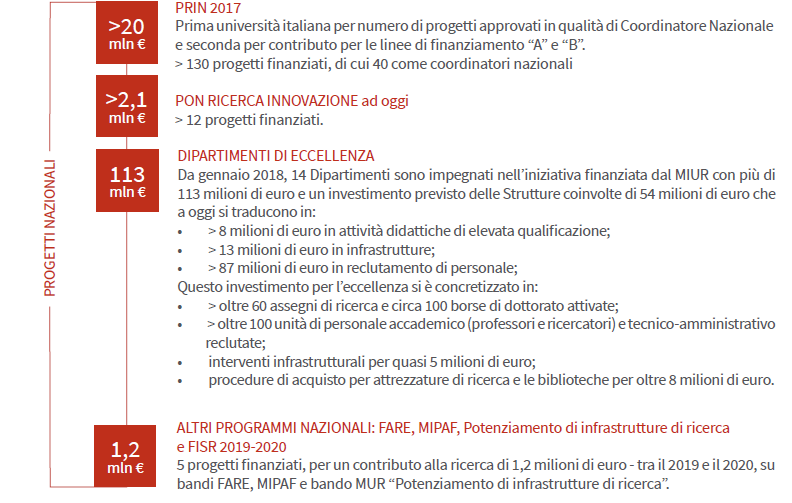 PROGETTI NAZIONALI
>20
mln €
PRIN 2017
Prima università italiana per numero di progetti approvati in qualità di Coordinatore Nazionale
e seconda per contributo per le linee di finanziamento “A” e “B”.
> 130 progetti finanziati, di cui 40 come coordinatori nazionali
>2,1
mln €
PON RICERCA INNOVAZIONE ad oggi
> 12 progetti finanziati.
113
mln €
DIPARTIMENTI DI ECCELLENZA
Da gennaio 2018, 14 Dipartimenti sono impegnati nell’iniziativa finanziata dal MIUR con più di
113 milioni di euro e un investimento previsto delle Strutture coinvolte di 54 milioni di euro che
a oggi si traducono in:
• > 8 milioni di euro in attività didattiche di elevata qualificazione;
• > 13 milioni di euro in infrastrutture;
• > 87 milioni di euro in reclutamento di personale;
Questo investimento per l’eccellenza si è concretizzato in:
• > oltre 60 assegni di ricerca e circa 100 borse di dottorato attivate;
• > oltre 100 unità di personale accademico (professori e ricercatori) e tecnico-amministrativo
reclutate;
• interventi infrastrutturali per quasi 5 milioni di euro;
• procedure di acquisto per attrezzature di ricerca e le biblioteche per oltre 8 milioni di euro.
1,2
mln €
ALTRI PROGRAMMI NAZIONALI: FARE, MIPAF, Potenziamento di infrastrutture di ricerca
e FISR 2019-2020
5 progetti finanziati, per un contributo alla ricerca di 1,2 milioni di euro - tra il 2019 e il 2020, su
bandi FARE, MIPAF e bando MUR “Potenziamento di infrastrutture di ricerca”.